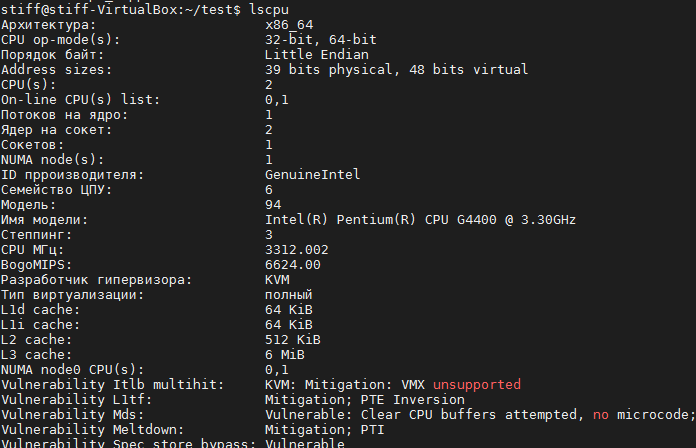 stiff@stiff-VirtualBox:~/test$ lscpu
Архитектура: x86_64
CPU op-mode(s): 32-bit, 64-bit
Порядок байт: Little Endian
Address sizes: 39 bits physical, 48 bits virtual
CPU(s): 2
On-line CPU(s) list: 0,1
Потоков на ядро: 1
Ядер на сокет: 2
Сокетов: 1
NUMA node(s): 1
ID прроизводителя: GenuineIntel
Семейство ЦПУ: 6
Модель: 94
Имя модели: Intel(R) Pentium(R) CPU G4400 @ 3.30GHz
Степпинг: 3
CPU МГц: 3312.002
BogoMIPS: 6624.00
Разработчик гипервизора: KVM
Тип виртуализации: полный
L1d cache: 64 KiB
L1i cache: 64 KiB
L2 cache: 512 KiB
L3 cache: 6 MiB
NUMA node0 CPU(s): 0,1
Vulnerability Itlb multihit: KVM: Mitigation: VMX unsupported
Vulnerability L1tf: Mitigation; PTE Inversion
Vulnerability Mds: Vulnerable: Clear CPU buffers attempted, no microcode;
Vulnerability Meltdown: Mitigation; PTI
Vulnerability Spec store bypass: Vulnerable